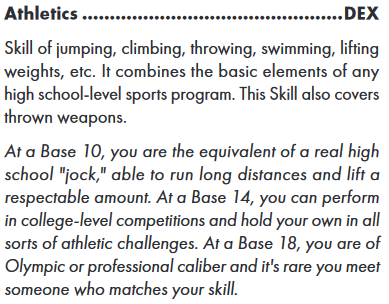 Athletics .............................................DEX
Skill of jumping, climbing, throwing, swimming, lifting
weights, etc. It combines the basic elements of any
high school-level sports program. This Skill also covers
thrown weapons.
At a Base 10, you are the equivalent of a real high
school "jock," able to run long distances and lift a
respectable amount. At a Base 14, you can perform
in college-level competitions and hold your own in all
sorts of athletic challenges. At a Base 18, you are of
Olympic or professional caliber and it's rare you meet
someone who matches your skill.